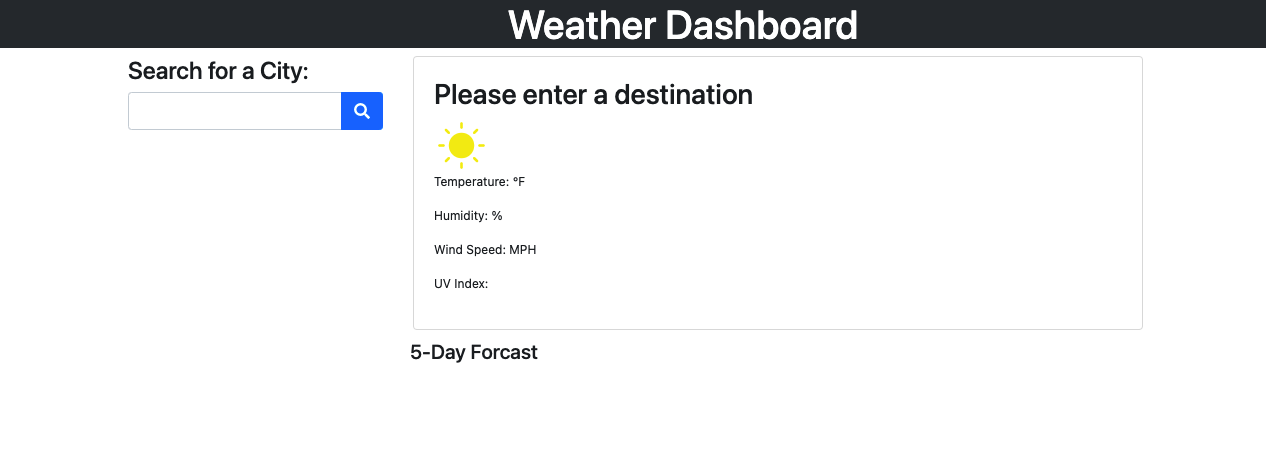 Weather Dashboard
Search for a City:
Please enter a destination
Temperature: °F
Humidity: %
Wind Speed: MPH
UV Index:
5-Day Forcast